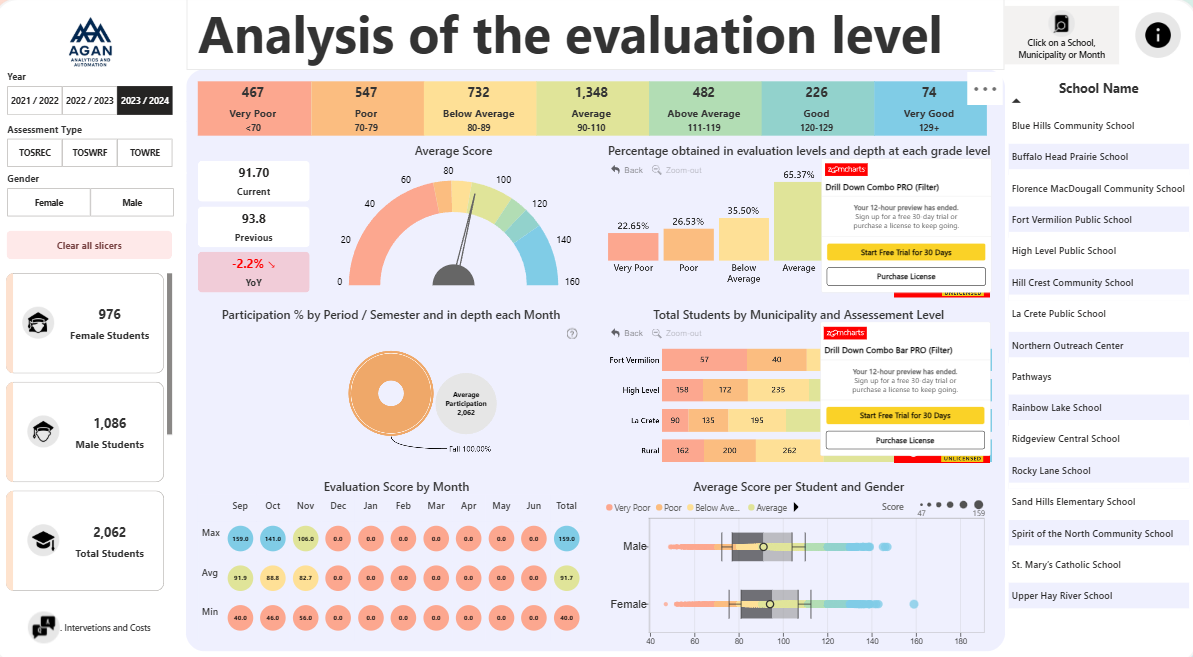 Analysis of the evaluation level
AGAN
ANALYTICS AND
AUTOMATION
Click on a School,
Municipality or Month
Year
2021 / 2022
2022 / 2023
2023 / 2024
Assessment Type
TOSREC
TOSWRF
TOWRE
Gender
Female
Male
Clear all slicers
976
Female Students
1,086
Male Students
2,062
Total Students
. Intervetions and Costs
467
Very Poor
<70
547
Poor
70-79
732
Below Average
80-89
1,348
Average
90-110
482
Above Average
111-119
226
Good
120-129
74
Very Good
129+
Average Score
91.70
Current
93.8
Previous
-2.2% ↘
YoY
0
20
40
60
80
100
120
140
160
Percentage obtained in evaluation levels and depth at each grade level
Back
Zoom-out
22.65%
26.53%
35.50%
65.37%
Very Poor
Poor
Below
Average
Average
zoomcharts
Drill Down Combo PRO (Filter)
Your 12-hour preview has ended.
Sign up for a free 30-day trial or
purchase a license to keep going.
Start Free Trial for 30 Days
Purchase License
UNLICENSED
Participation % by Period / Semester and in depth each Month
Average
Participation
2,062
Fall 100.00%
Total Students by Municipality and Assessement Level
Back
Zoom-out
Fort Vermilion
57
40
High Level
158
172
235
La Crete
90
135
195
Rural
162
200
262
zoomcharts
Drill Down Combo Bar PRO (Filter)
Your 12-hour preview has ended.
Sign up for a free 30-day trial or
purchase a license to keep going.
Start Free Trial for 30 Days
Purchase License
UNLICENSED
Evaluation Score by Month
Sep Oct Nov Dec Jan Feb Mar Apr May Jun Total
Max 159.0 141.0 106.0 0.0 0.0 0.0 0.0 0.0 0.0 0.0 159.0
Avg 91.9 88.8 82.7 0.0 0.0 0.0 0.0 0.0 0.0 0.0 91.7
Min 40.0 46.0 56.0 0.0 0.0 0.0 0.0 0.0 0.0 0.0 40.0
Average Score per Student and Gender
Very Poor Poor Below Ave... Average
Score
47 159
Male
Female
40 60 80 100 120 140 160 180
School Name
Blue Hills Community School
Buffalo Head Prairie School
Florence MacDougall Community School
Fort Vermilion Public School
High Level Public School
Hill Crest Community School
La Crete Public School
Northern Outreach Center
Pathways
Rainbow Lake School
Ridgeview Central School
Rocky Lane School
Sand Hills Elementary School
Spirit of the North Community School
St. Mary's Catholic School
Upper Hay River School